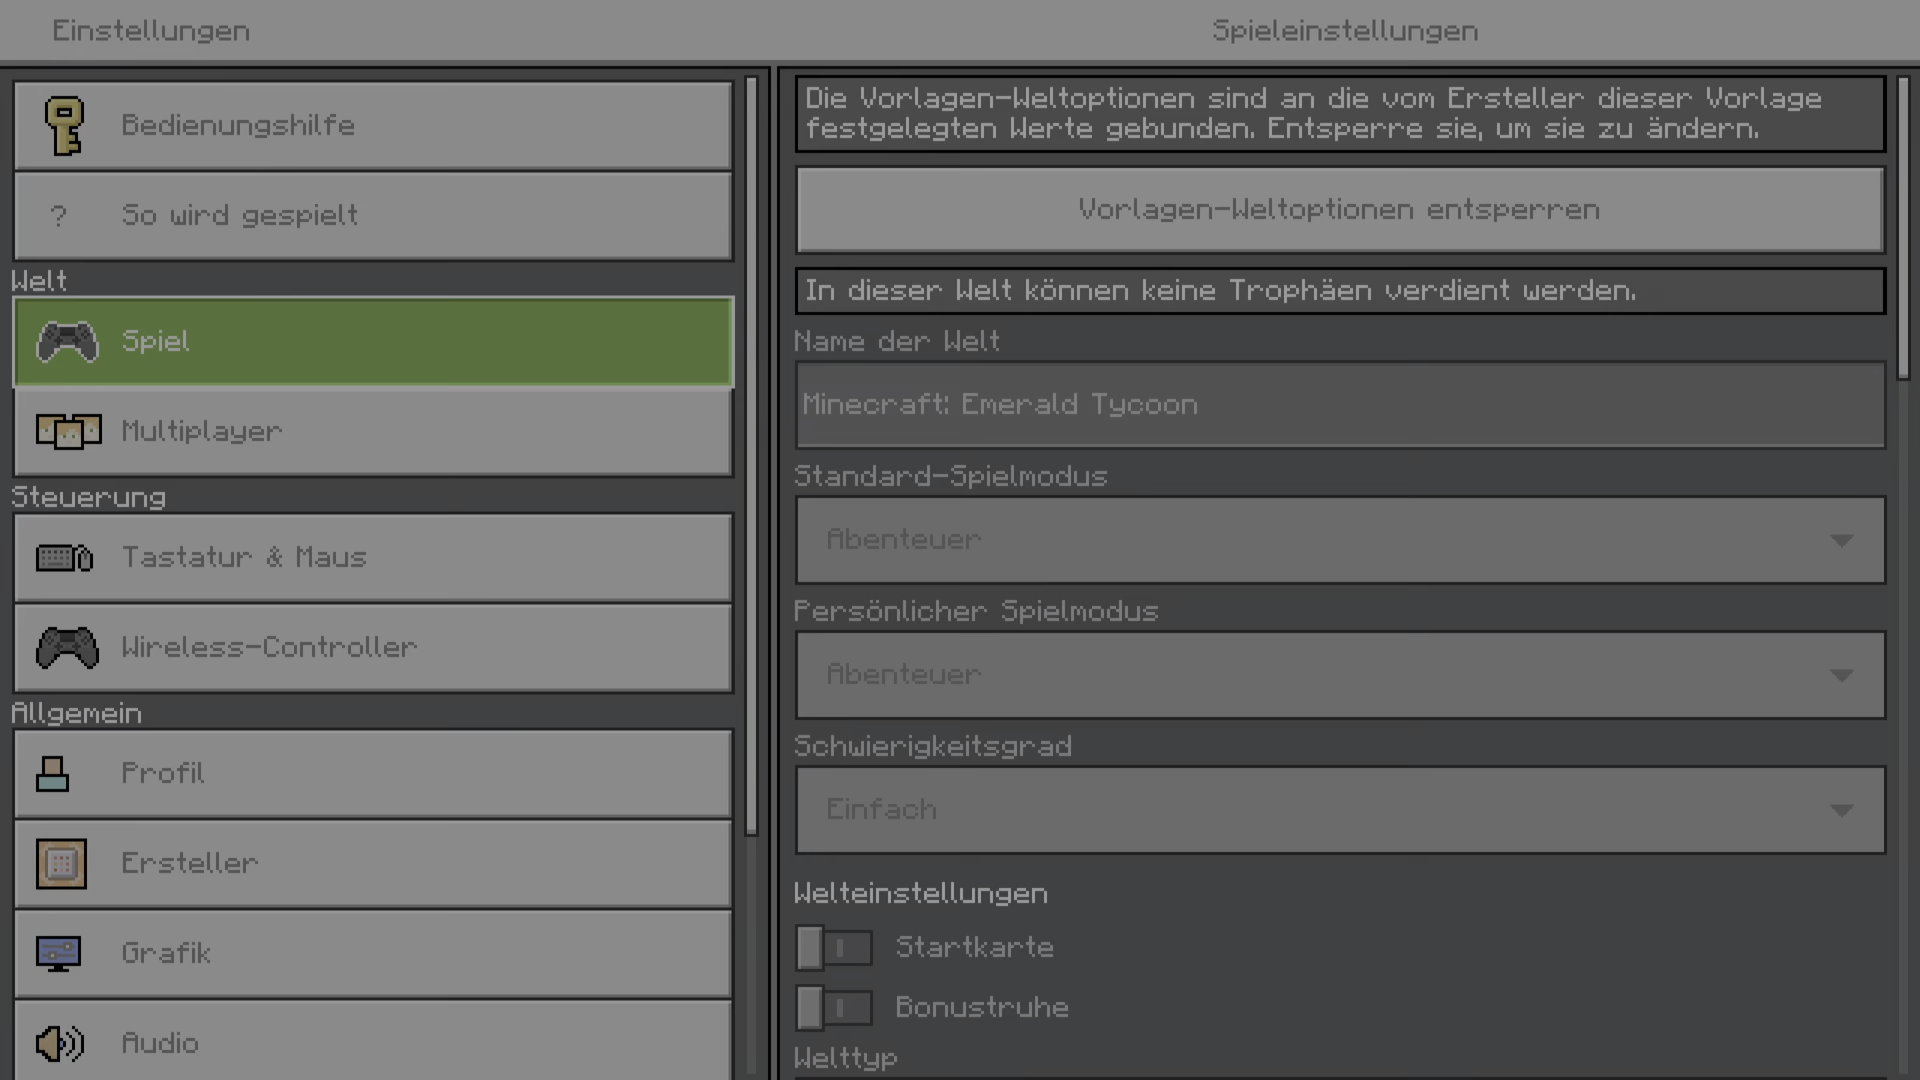 Einstellungen
Spieleinstellungen
Bedienungshilfe
? So wird gespielt
Welt
Spiel
Multiplayer
Steuerung
Tastatur & Maus
Wireless-Controller
Allgemein
Profil
Ersteller
Grafik
Audio
Die Vorlagen-Weltoptionen sind an die vom Ersteller dieser Vorlage
festgelegten Werte gebunden. Entsperre sie, um sie zu ändern.
Vorlagen-Weltoptionen entsperren
In dieser Welt können keine Trophäen verdient werden.
Name der Welt
Minecraft: Emerald Tycoon
Standard-Spielmodus
Abenteuer
Persönlicher Spielmodus
Abenteuer
Schwierigkeitsgrad
Einfach
Welteinstellungen
Startkarte
Bonustruhe
Welttyp